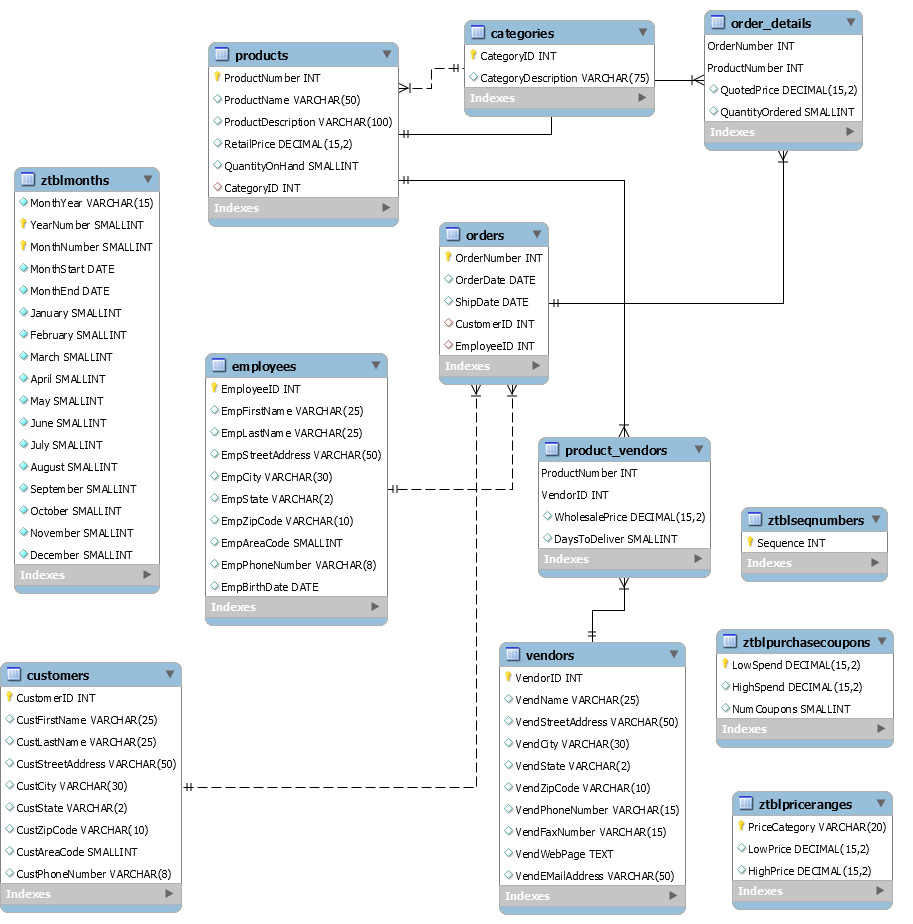 products
ProductNumber INT
ProductName VARCHAR(50)
ProductDescription VARCHAR(100)
RetailPrice DECIMAL(15,2)
QuantityOnHand SMALLINT
CategoryID INT
Indexes
categories
CategoryID INT
CategoryDescription VARCHAR(75)
Indexes
order_details
OrderNumber INT
ProductNumber INT
QuotedPrice DECIMAL(15,2)
QuantityOrdered SMALLINT
Indexes
ztblmonths
MonthYear VARCHAR(15)
YearNumber SMALLINT
MonthNumber SMALLINT
MonthStart DATE
MonthEnd DATE
January SMALLINT
February SMALLINT
March SMALLINT
April SMALLINT
May SMALLINT
June SMALLINT
July SMALLINT
August SMALLINT
September SMALLINT
October SMALLINT
November SMALLINT
December SMALLINT
Indexes
orders
OrderNumber INT
OrderDate DATE
ShipDate DATE
CustomerID INT
EmployeeID INT
Indexes
employees
EmployeeID INT
EmpFirstName VARCHAR(25)
EmpLastName VARCHAR(25)
EmpStreetAddress VARCHAR(50)
EmpCity VARCHAR(30)
EmpState VARCHAR(2)
EmpZipCode VARCHAR(10)
EmpAreaCode SMALLINT
EmpPhoneNumber VARCHAR(8)
EmpBirthDate DATE
Indexes
product_vendors
ProductNumber INT
VendorID INT
WholesalePrice DECIMAL(15,2)
DaysToDeliver SMALLINT
Indexes
ztblseqnumbers
Sequence INT
Indexes
customers
CustomerID INT
CustFirstName VARCHAR(25)
CustLastName VARCHAR(25)
CustStreetAddress VARCHAR(50)
CustCity VARCHAR(30)
CustState VARCHAR(2)
CustZipCode VARCHAR(10)
CustAreaCode SMALLINT
CustPhoneNumber VARCHAR(8)
Indexes
vendors
VendorID INT
VendName VARCHAR(25)
VendStreetAddress VARCHAR(50)
VendCity VARCHAR(30)
VendState VARCHAR(2)
VendZipCode VARCHAR(10)
VendPhoneNumber VARCHAR(15)
VendFaxNumber VARCHAR(15)
VendWebPage TEXT
VendEMailAddress VARCHAR(50)
Indexes
ztblpurchasecoupons
LowSpend DECIMAL(15,2)
HighSpend DECIMAL(15,2)
NumCoupons SMALLINT
Indexes
ztblpriceranges
PriceCategory VARCHAR(20)
LowPrice DECIMAL(15,2)
HighPrice DECIMAL(15,2)
Indexes